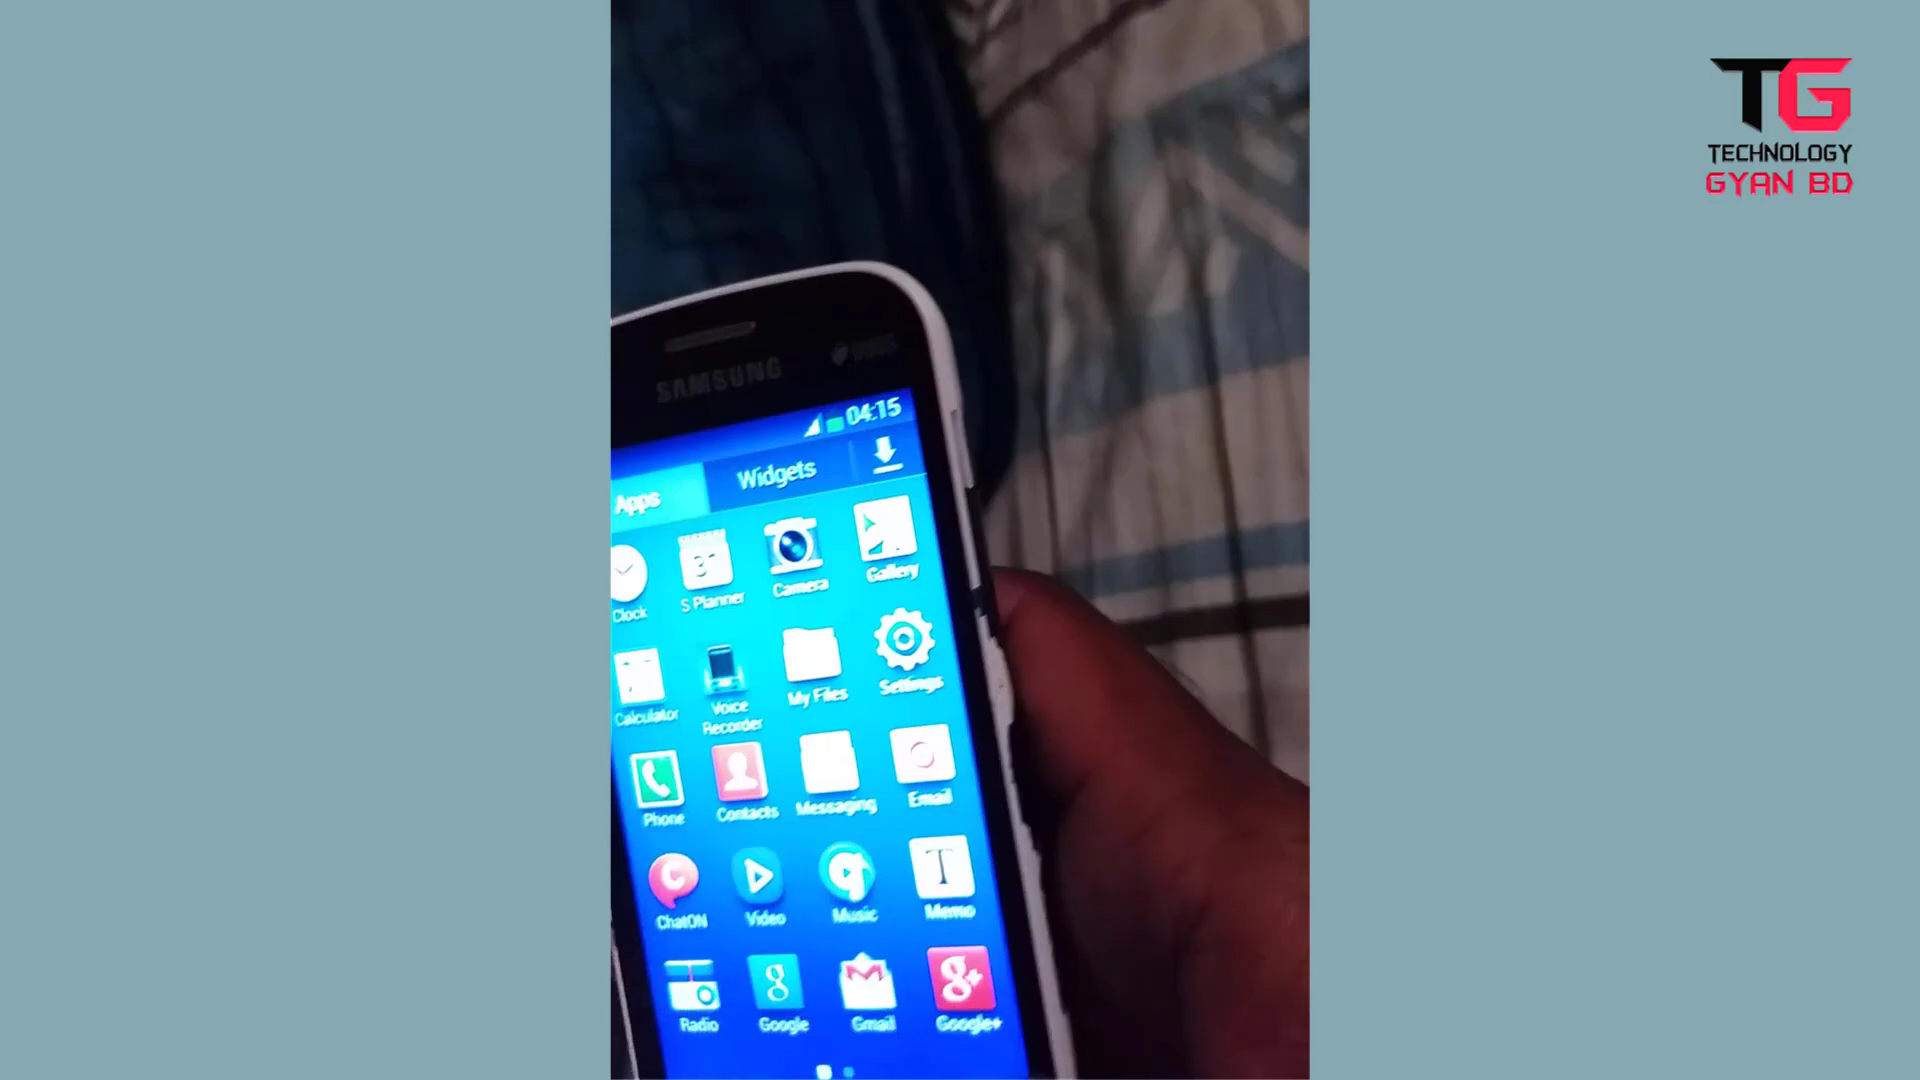 TG
TECHNOLOGY
GYAN BD
SAMSUNG
04:15
Apps
Widgets
Clock
S Planner
Camera
Gallery
Calculator
Voice
Recorder
My Files
Settings
Phone
Contacts
Messaging
Email
ChatON
Video
Music
Memo
Radio
Google
Gmail
Google+